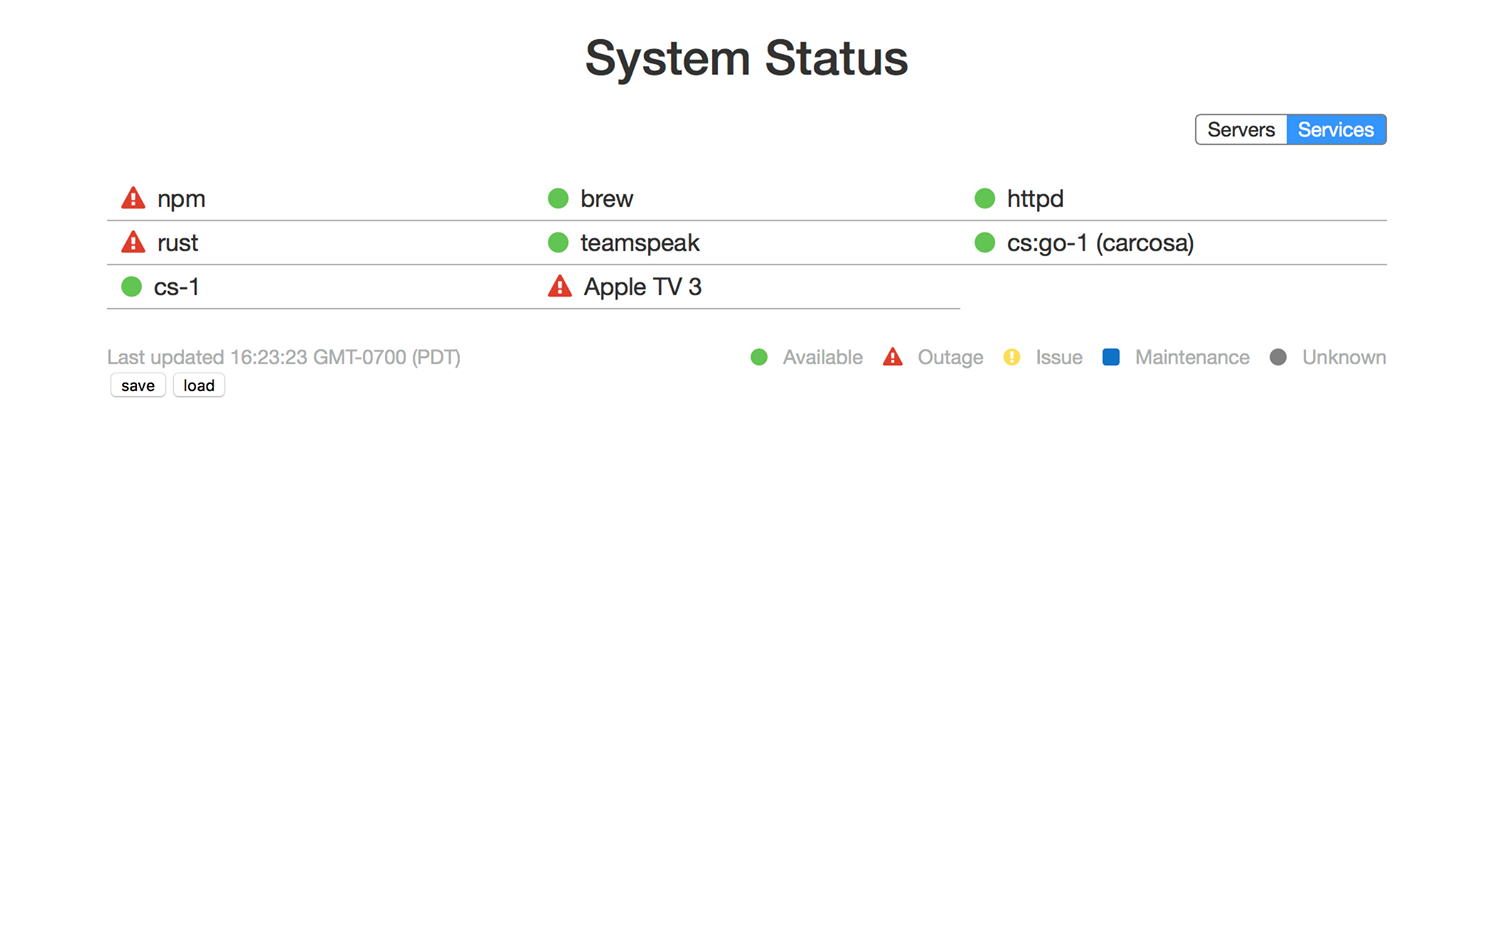 System Status
Servers Services
npm brew httpd
rust teamspeak cs:go-1 (carcosa)
cs-1 Apple TV 3
Last updated 16:23:23 GMT-0700 (PDT) Available Outage Issue Maintenance Unknown
save load